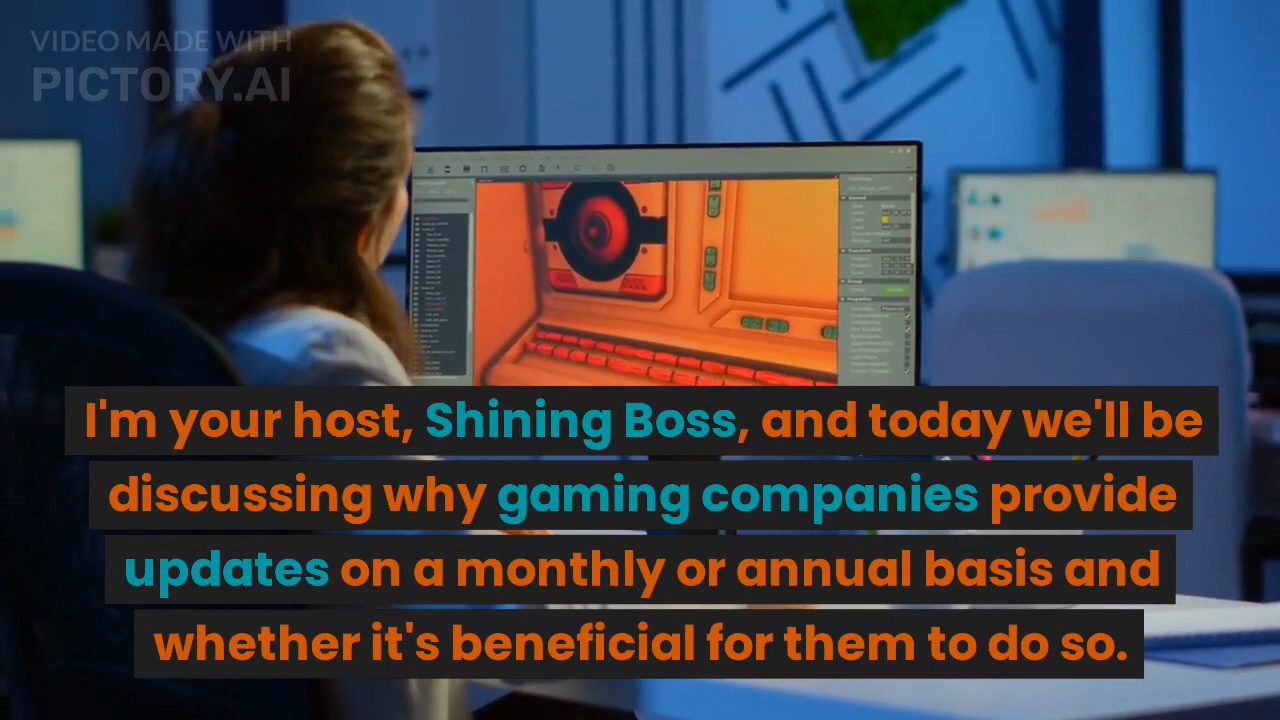 VIDEO MADE WITH
PICTORY.AI
I'm your host, Shining Boss, and today we'll be
discussing why gaming companies provide
updates on a monthly or annual basis and
whether it's beneficial for them to do so.